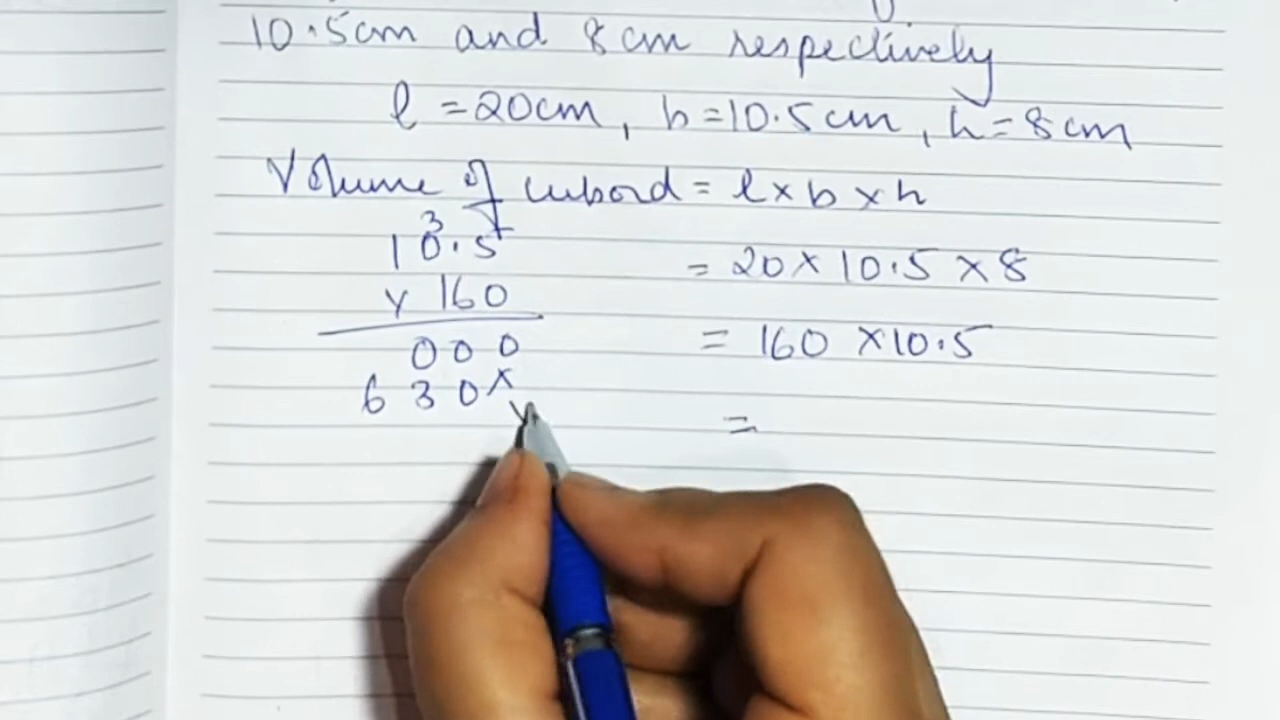 10.5cm and 8cm respectively
l = 20cm, b = 10.5cm, h = 8cm
Volume of cuboid = l × b × h
3
10.5
× 160
000
630×
×
= 20 × 10.5 × 8
= 160 × 10.5
=